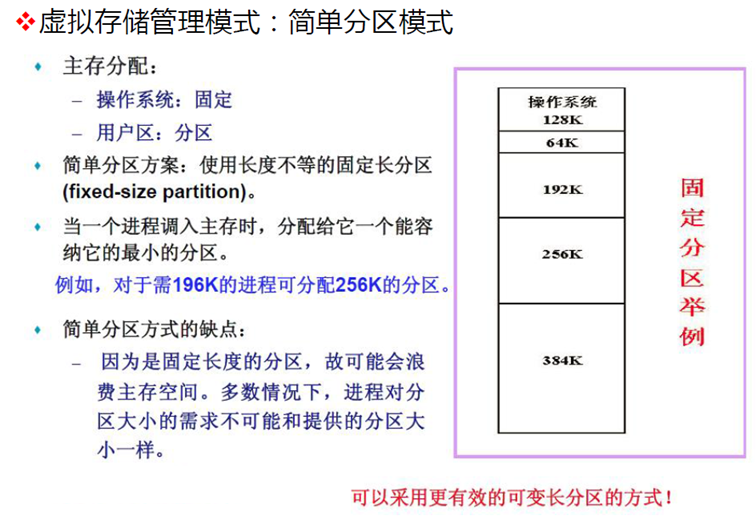 ❖虚拟存储管理模式：简单分区模式
♦ 主存分配：
– 操作系统：固定
– 用户区：分区
♦ 简单分区方案：使用长度不等的固定长分区
(fixed-size partition)。
♦ 当一个进程调入主存时，分配给它一个能容
纳它的最小的分区。
例如，对于需196K的进程可分配256K的分区。
♦ 简单分区方式的缺点：
– 因为是固定长度的分区，故可能会浪
费主存空间。多数情况下，进程对分
区大小的需求不可能和提供的分区大
小一样。
操作系统
128K
64K
192K
256K
384K
固
定
分
区
举
例
可以采用更有效的可变长分区的方式！